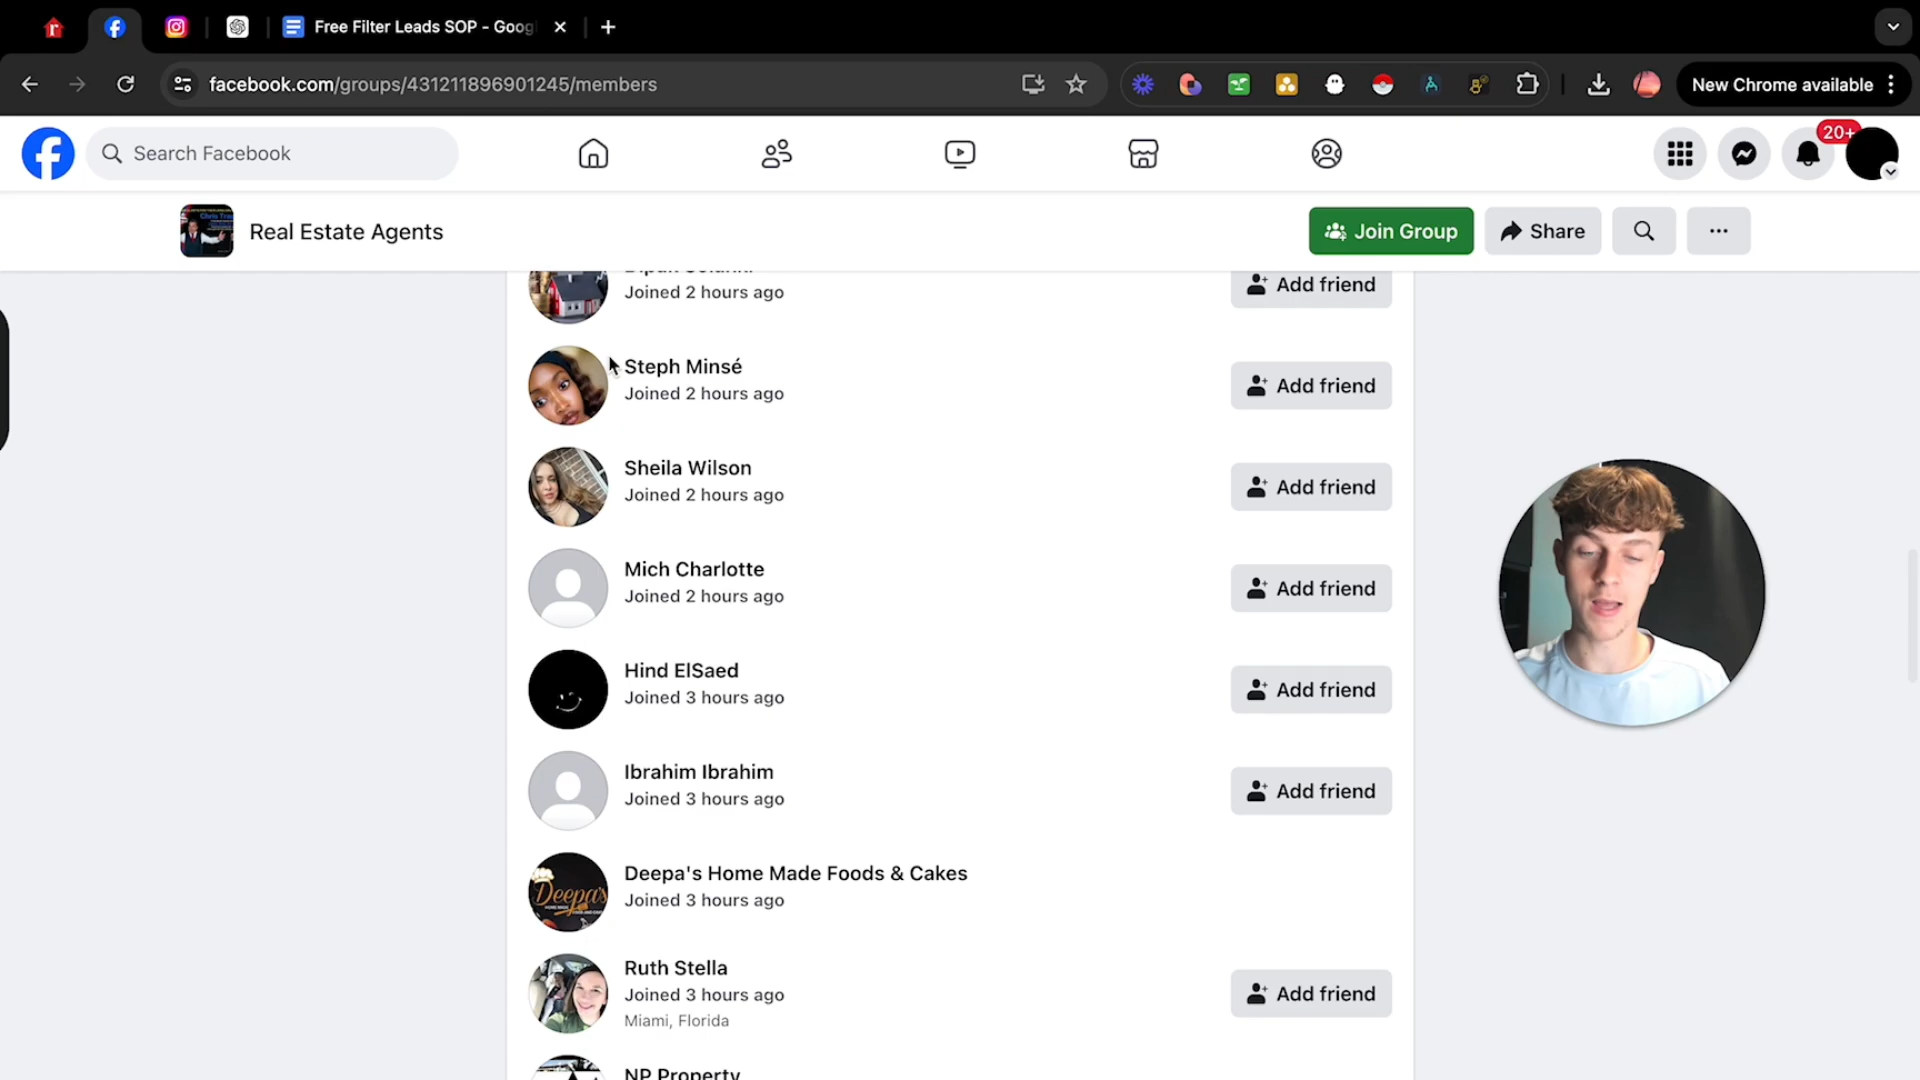 Free Filter Leads SOP - Goog
facebook.com/groups/431211896901245/members
New Chrome available
Search Facebook
20+
Real Estate Agents
Join Group
Share
Joined 2 hours ago
Add friend
Steph Minsé
Joined 2 hours ago
Add friend
Sheila Wilson
Joined 2 hours ago
Add friend
Mich Charlotte
Joined 2 hours ago
Add friend
Hind ElSaed
Joined 3 hours ago
Add friend
Ibrahim Ibrahim
Joined 3 hours ago
Add friend
Deepa's Home Made Foods & Cakes
Joined 3 hours ago
Deepa's
Ruth Stella
Joined 3 hours ago
Miami, Florida
Add friend
NP Property